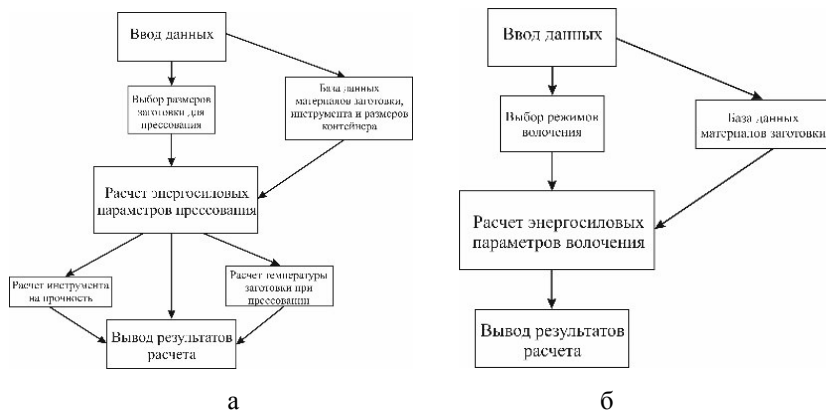 Ввод данных
Выбор размеров
заготовки для
прессования
База данных
материалов заготовки,
инструмента и размеров
контейнера
Расчет энергосиловых
параметров прессования
Расчет инструмента
на прочность
Расчет температуры
заготовки при
прессовании
Вывод результатов
расчета
а
Ввод данных
Выбор режимов
волочения
База данных
материалов заготовки
Расчет энергосиловых
параметров волочения
Вывод результатов
расчета
б